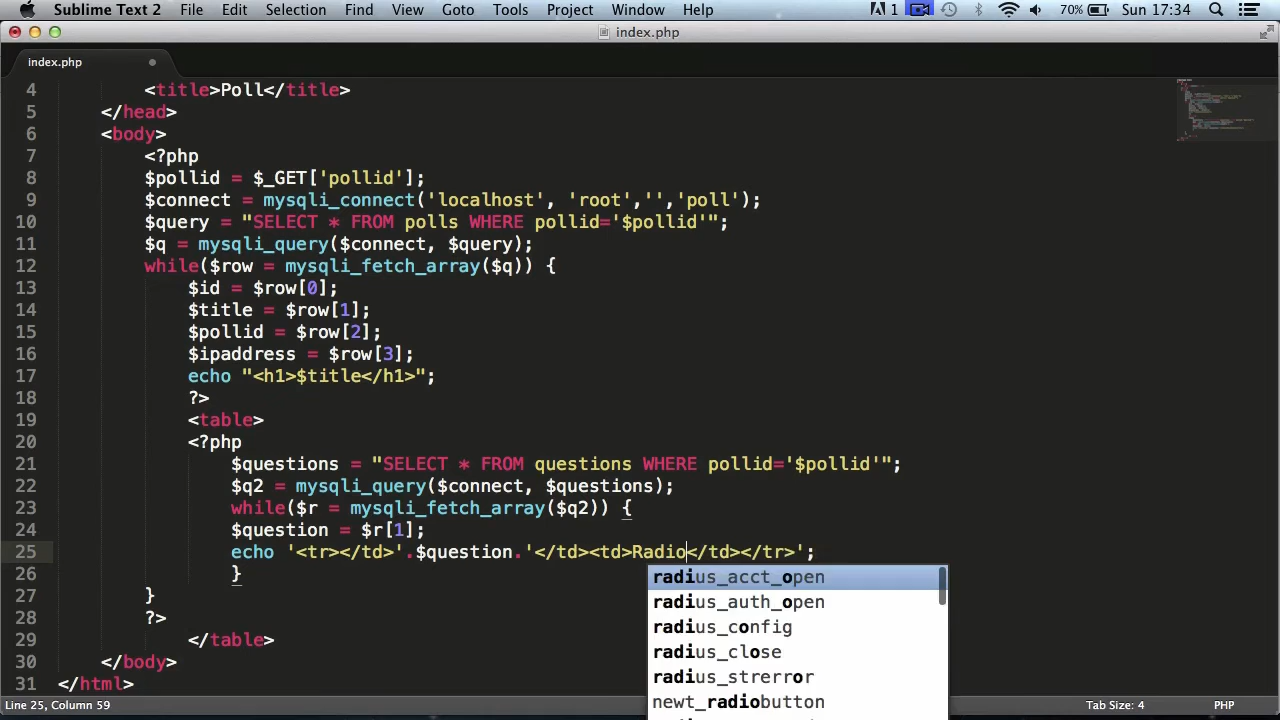 Sublime Text 2 File Edit Selection Find View Goto Tools Project Window Help 1 70% Sun 17:34
index.php
index.php
4 <title>Poll</title>
5 </head>
6 <body>
7 <?php
8 $pollid = $_GET['pollid'];
9 $connect = mysqli_connect('localhost', 'root','','poll');
10 $query = "SELECT * FROM polls WHERE pollid='$pollid'";
11 $q = mysqli_query($connect, $query);
12 while($row = mysqli_fetch_array($q)) {
13 $id = $row[0];
14 $title = $row[1];
15 $pollid = $row[2];
16 $ipaddress = $row[3];
17 echo "<h1>$title</h1>";
18 ?>
19 <table>
20 <?php
21 $questions = "SELECT * FROM questions WHERE pollid='$pollid'";
22 $q2 = mysqli_query($connect, $questions);
23 while($r = mysqli_fetch_array($q2)) {
24 $question = $r[1];
25 echo '<tr></td>'.$question.'</td><td>Radio</td></tr>';
26 }
radius_acct_open
radius_auth_open
radius_config
radius_close
radius_strerror
newt_radiobutton
27 }
28 ?>
29 </table>
30 </body>
31 </html>
Line 25, Column 59 Tab Size: 4 PHP